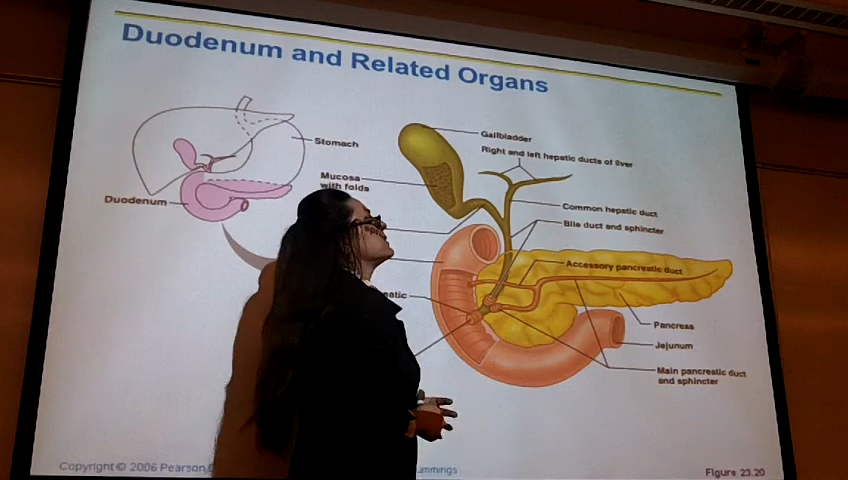 Duodenum and Related Organs
Gallbladder
Right and left hepatic ducts of liver
Stomach
Mucosa
with folds
Duodenum
Common hepatic duct
Bile duct and sphincter
Accessory pancreatic duct
Pancreas
Jejunum
Main pancreatic duct
and sphincter
Copyright © 2006 Pearson
Figure 23.20